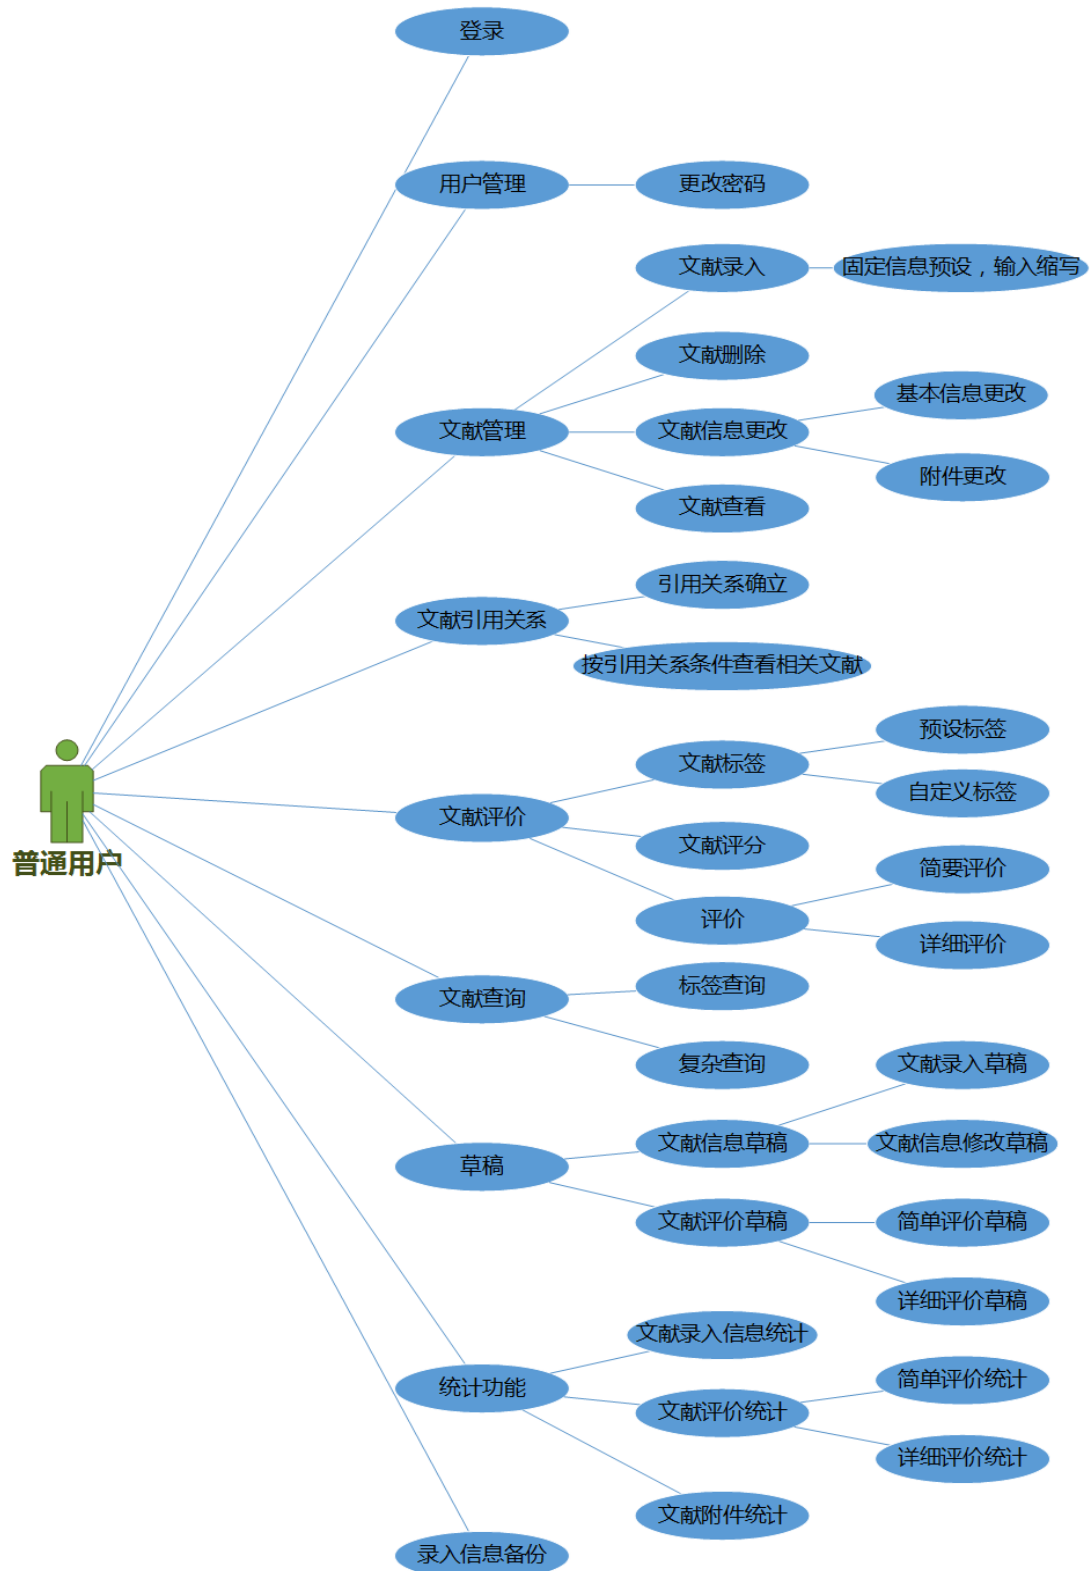 登录
用户管理
更改密码
文献录入
固定信息预设，输入缩写
文献删除
基本信息更改
文献管理
文献信息更改
附件更改
文献查看
引用关系确立
文献引用关系
按引用关系条件查看相关文献
预设标签
文献标签
自定义标签
文献评价
文献评分
普通用户
简要评价
评价
详细评价
标签查询
文献查询
复杂查询
文献录入草稿
文献信息草稿
文献信息修改草稿
草稿
文献评价草稿
简单评价草稿
详细评价草稿
文献录入信息统计
统计功能
简单评价统计
文献评价统计
详细评价统计
文献附件统计
录入信息备份